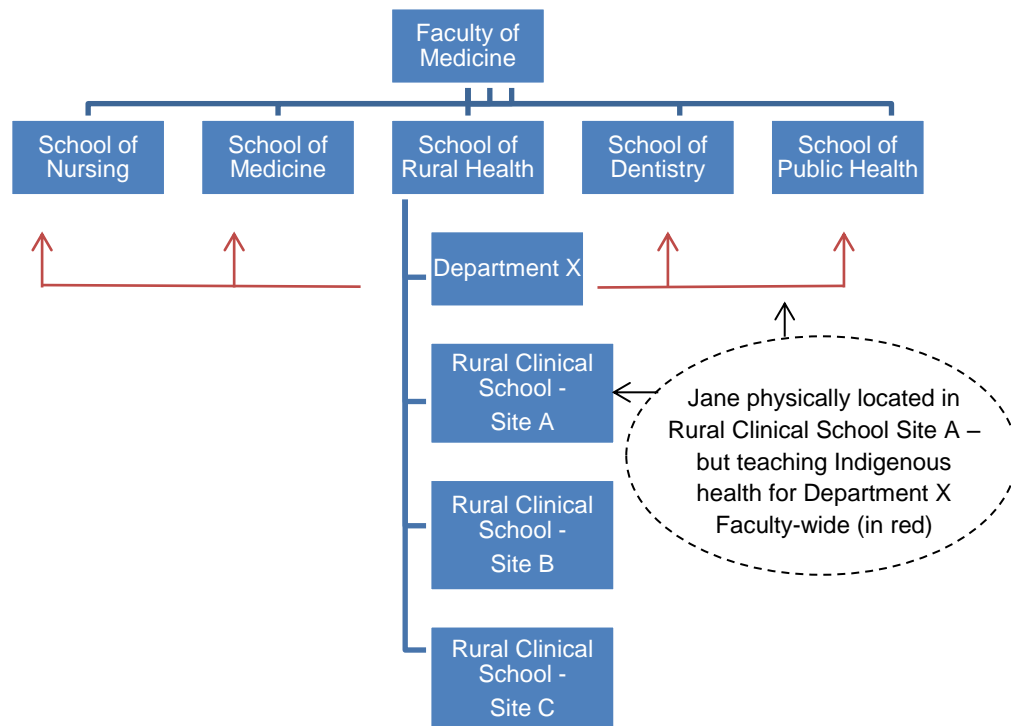 Faculty of
Medicine
School of
Nursing
School of
Medicine
School of
Rural Health
School of
Dentistry
School of
Public Health
Department X
Rural Clinical
School -
Site A
Jane physically located in
Rural Clinical School Site A –
but teaching Indigenous
health for Department X
Faculty-wide (in red)
Rural Clinical
School -
Site B
Rural Clinical
School -
Site C